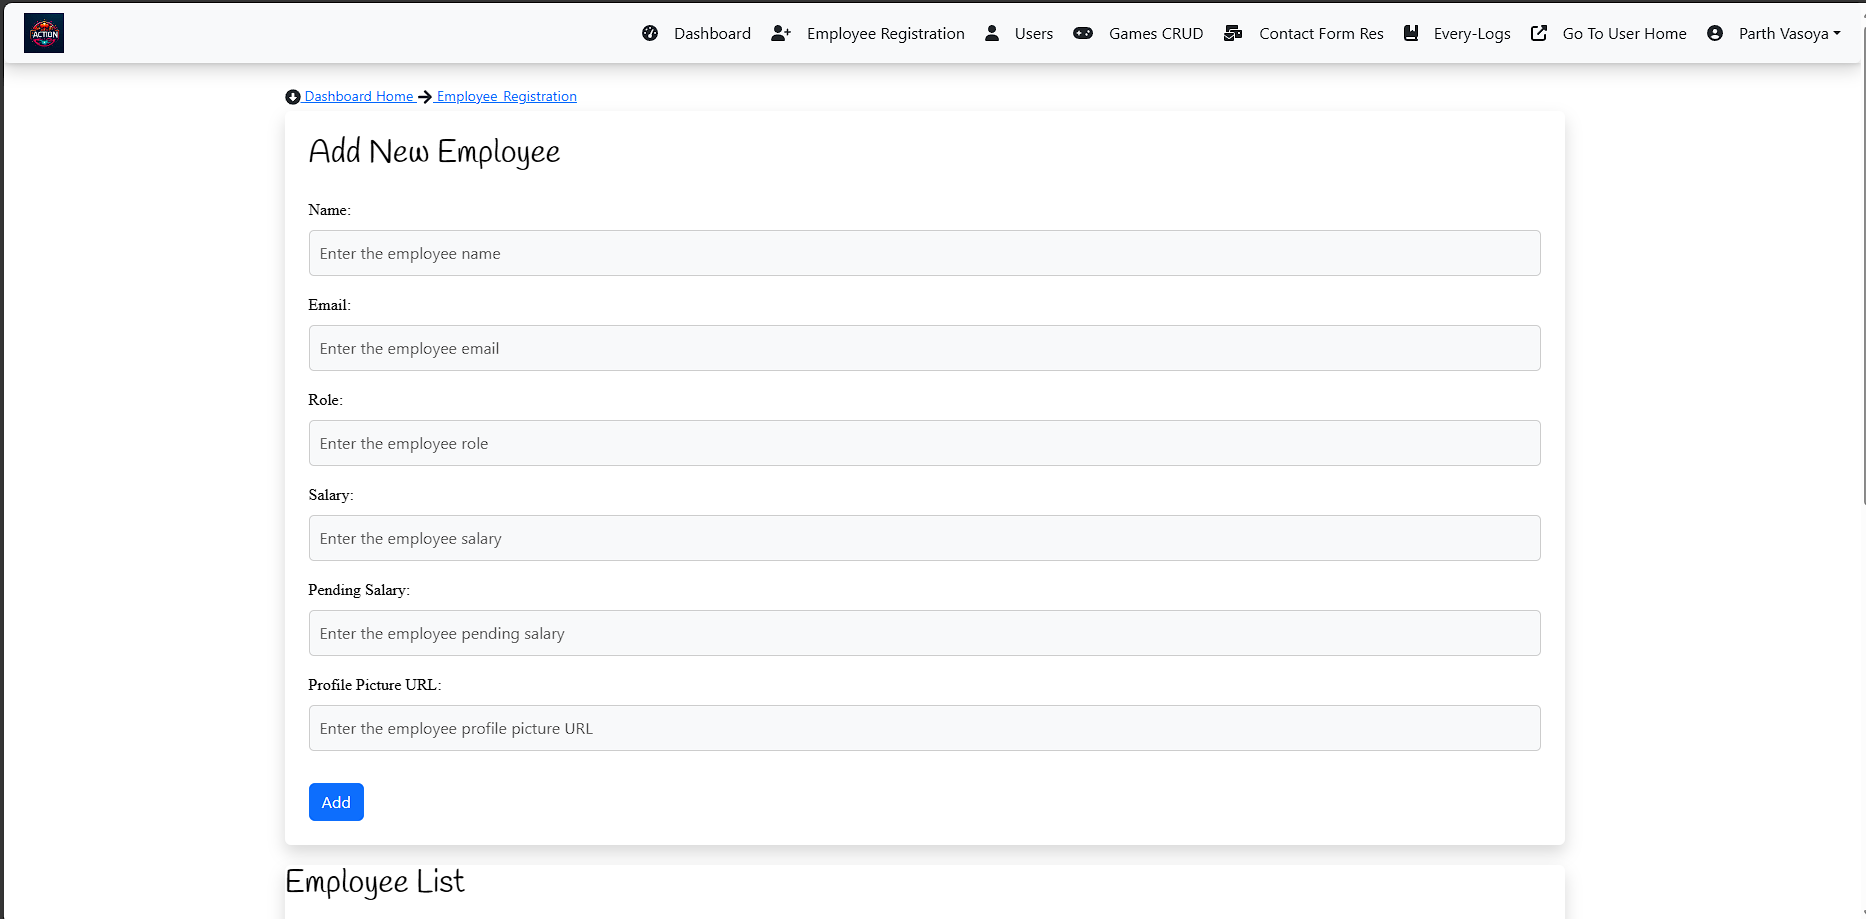 ACTION
Dashboard Employee Registration Users Games CRUD Contact Form Res Every-Logs Go To User Home Parth Vasoya
Dashboard Home Employee Registration
Add New Employee
Name:
Enter the employee name
Email:
Enter the employee email
Role:
Enter the employee role
Salary:
Enter the employee salary
Pending Salary:
Enter the employee pending salary
Profile Picture URL:
Enter the employee profile picture URL
Add
Employee List